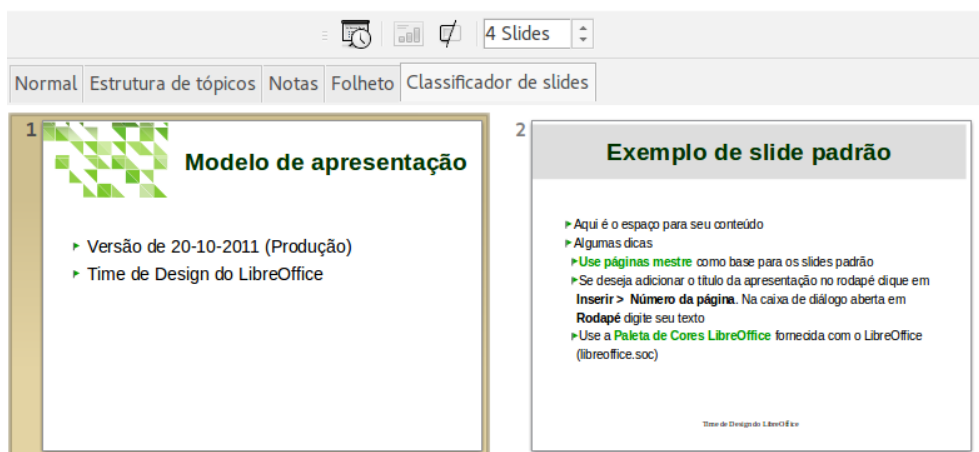 4 Slides
Normal Estrutura de tópicos Notas Folheto Classificador de slides
1
Modelo de apresentação
Versão de 20-10-2011 (Produção)
Time de Design do LibreOffice
2
Exemplo de slide padrão
Aqui é o espaço para seu conteúdo
Algumas dicas
Use páginas mestre como base para os slides padrão
Se deseja adicionar o título da apresentação no rodapé clique em
Inserir > Número da página. Na caixa de diálogo aberta em
Rodapé digite seu texto
Use a Paleta de Cores LibreOffice fornecida com o LibreOffice
(libreoffice.soc)
Time de Design do LibreOffice